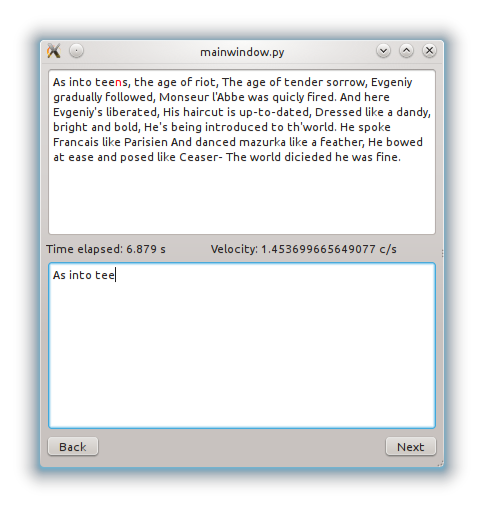 mainwindow.py
As into teens, the age of riot, The age of tender sorrow, Evgeniy
gradually followed, Monseur l'Abbe was quicly fired. And here
Evgeniy's liberated, His haircut is up-to-dated, Dressed like a dandy,
bright and bold, He's being introduced to th'world. He spoke
Francais like Parisien And danced mazurka like a feather, He bowed
at ease and posed like Ceaser- The world dicieded he was fine.
Time elapsed: 6.879 s Velocity: 1.453699665649077 c/s
As into tee
Back Next